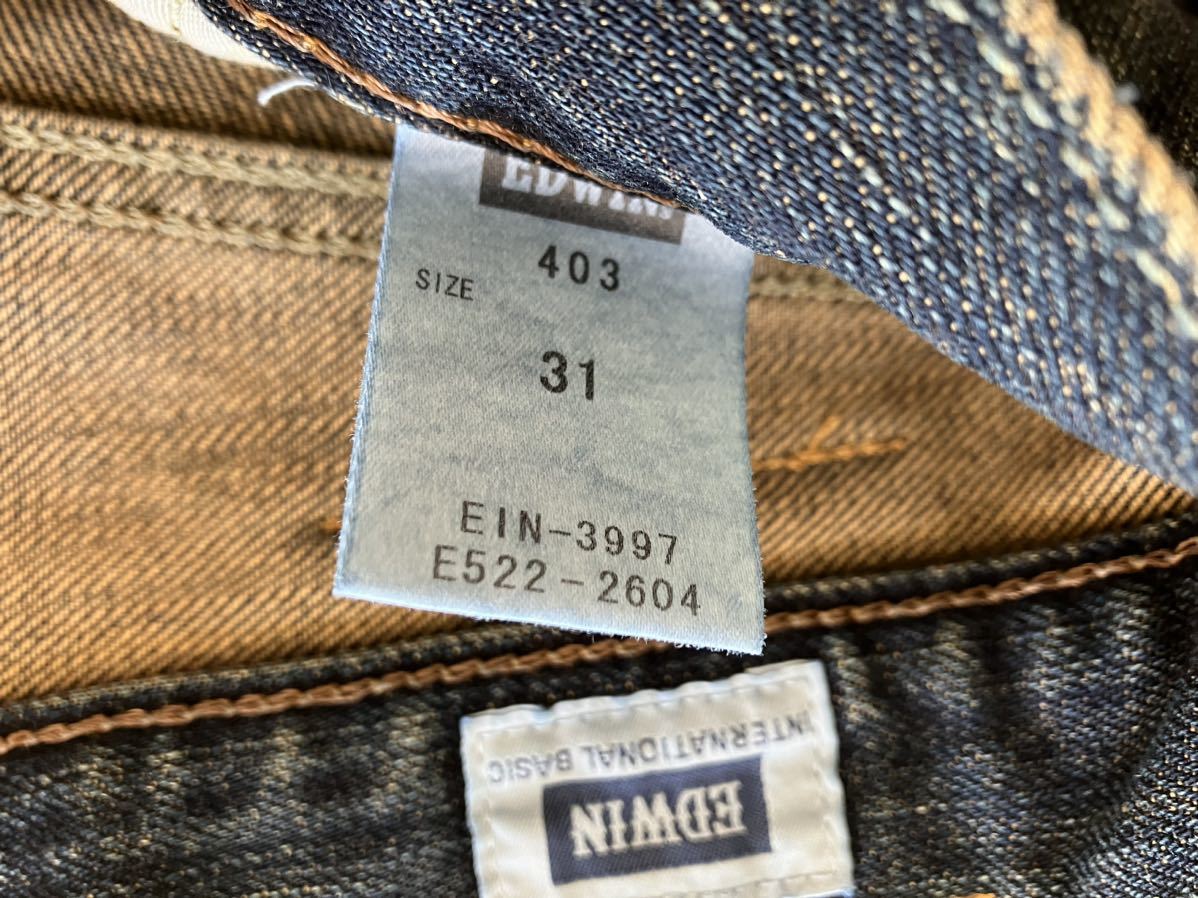 EDWIN
403
SIZE
31
EIN-3997
E522-2604
INTERNATIONAL BASIC
EDWIN